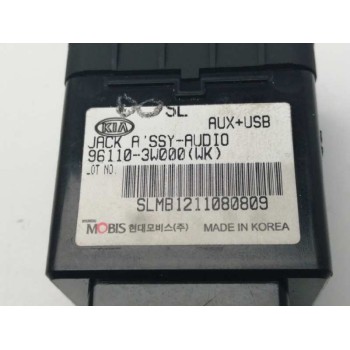 SL
KIA
AUX+USB
JACK A'SSY-AUDIO
96110-3W000(WK)
LOT NO.
SLMB1211080809
MOBIS 현대모비스(주) MADE IN KOREA